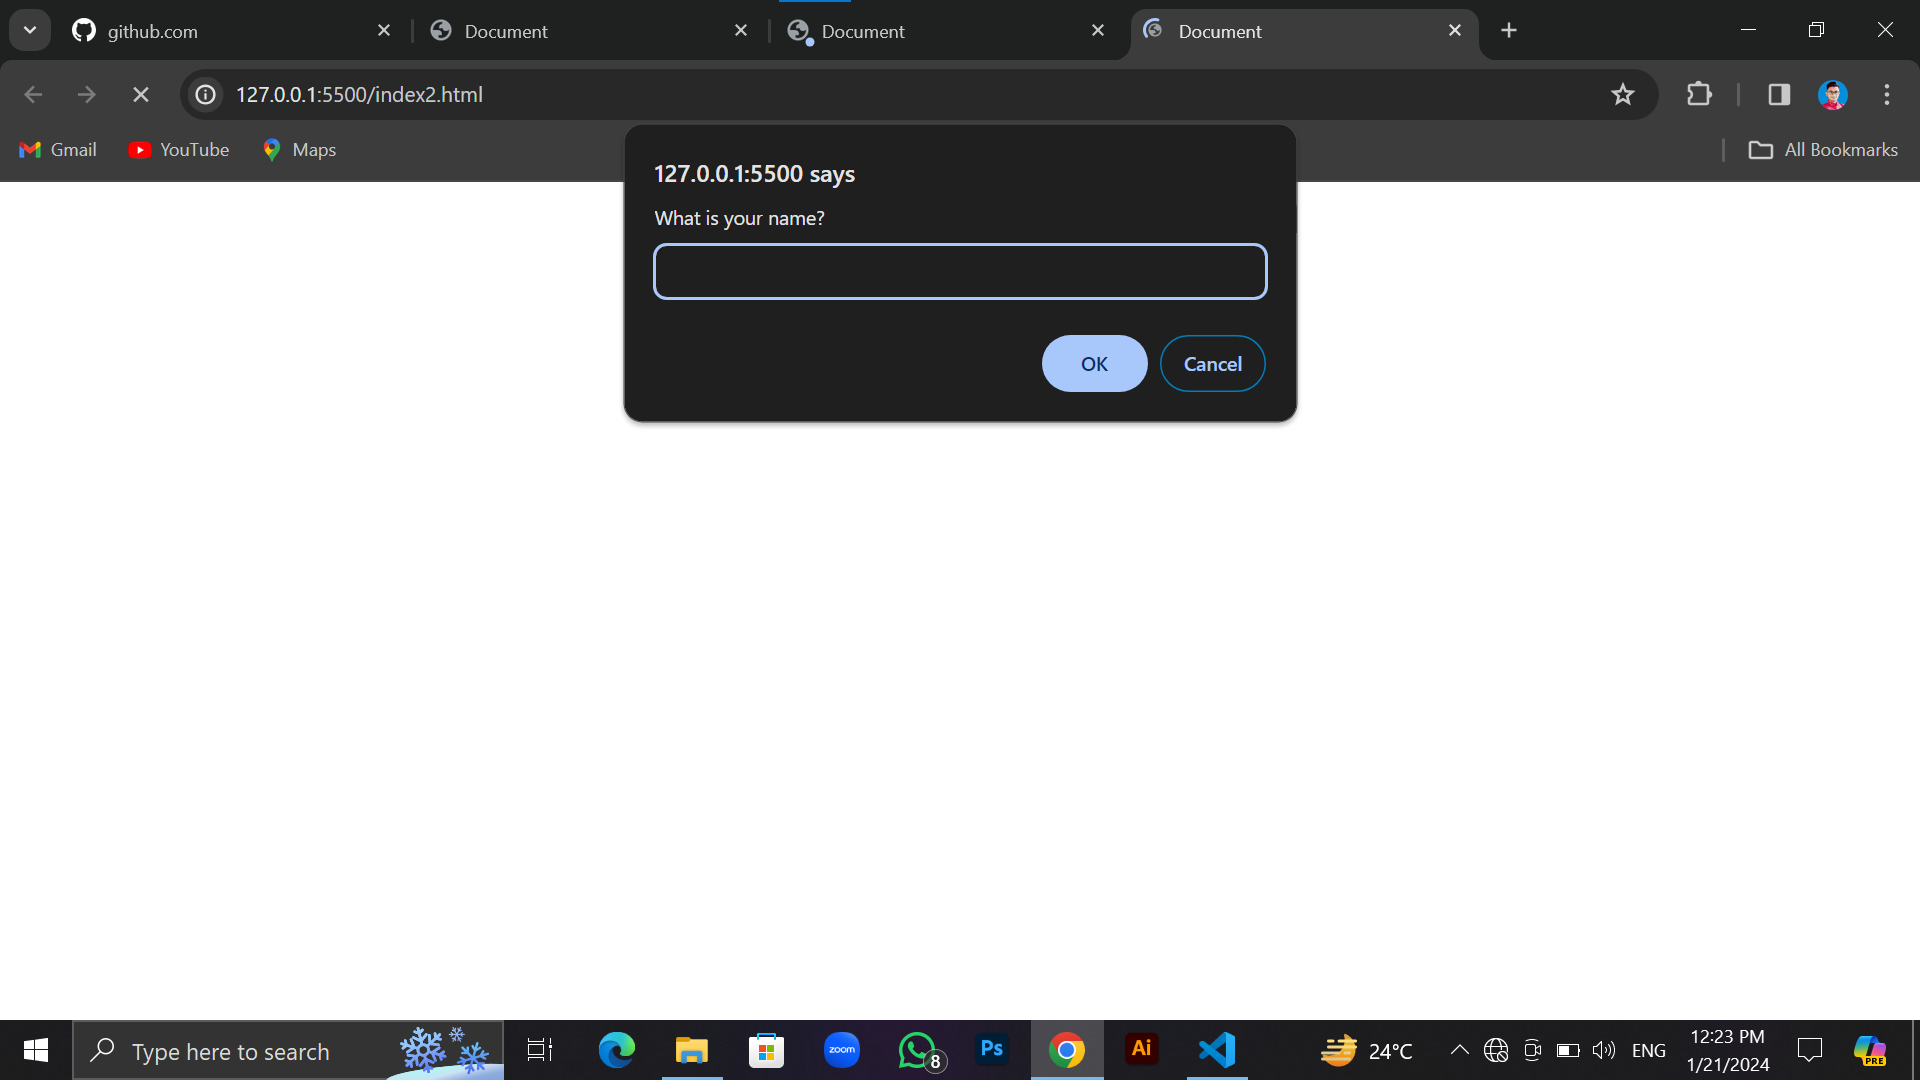 github.com
Document
Document
Document
127.0.0.1:5500/index2.html
Gmail
YouTube
Maps
All Bookmarks
127.0.0.1:5500 says
What is your name?
OK
Cancel
Type here to search
zoom
8
Ps
Ai
24°C
ENG
12:23 PM
1/21/2024
PRE